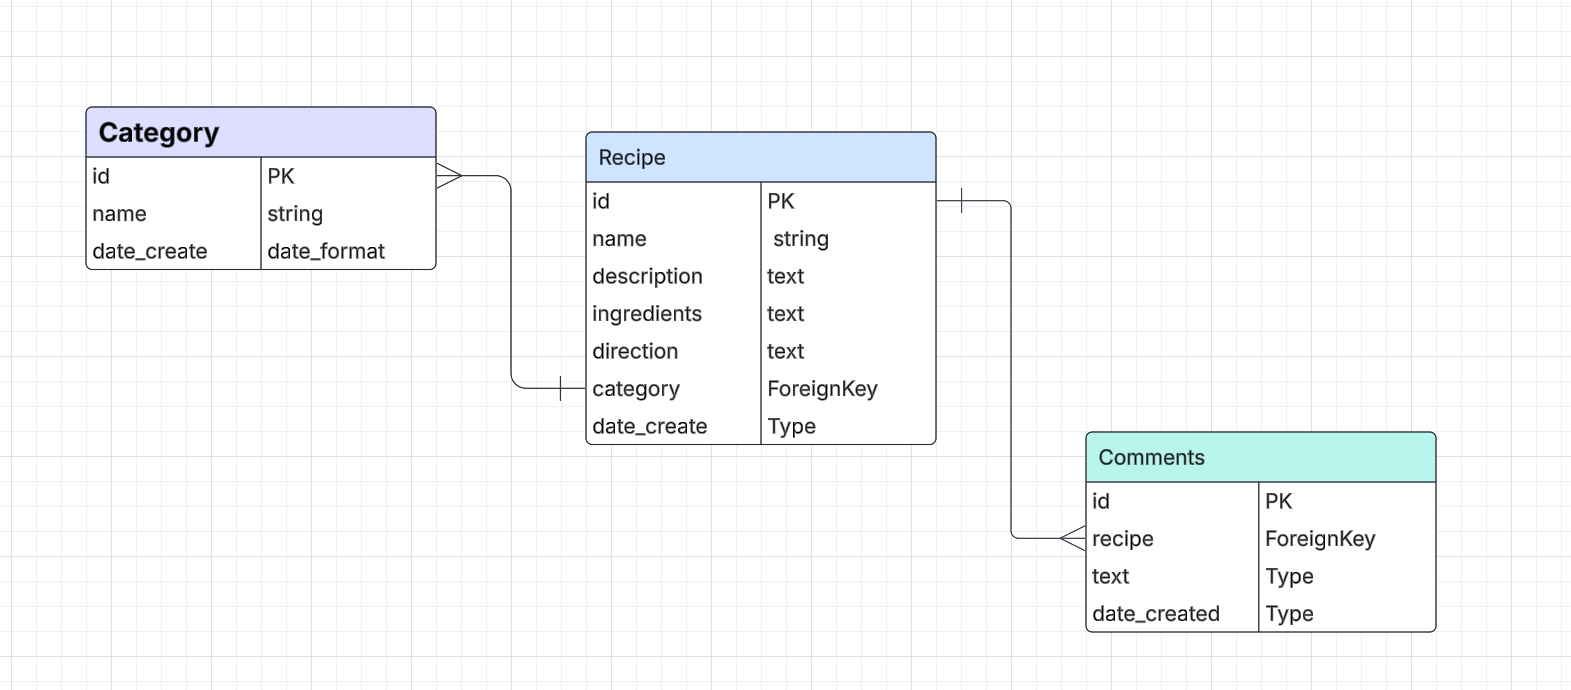 Category
id PK
name string
date_create date_format
Recipe
id PK
name string
description text
ingredients text
direction text
category ForeignKey
date_create Type
Comments
id PK
recipe ForeignKey
text Type
date_created Type